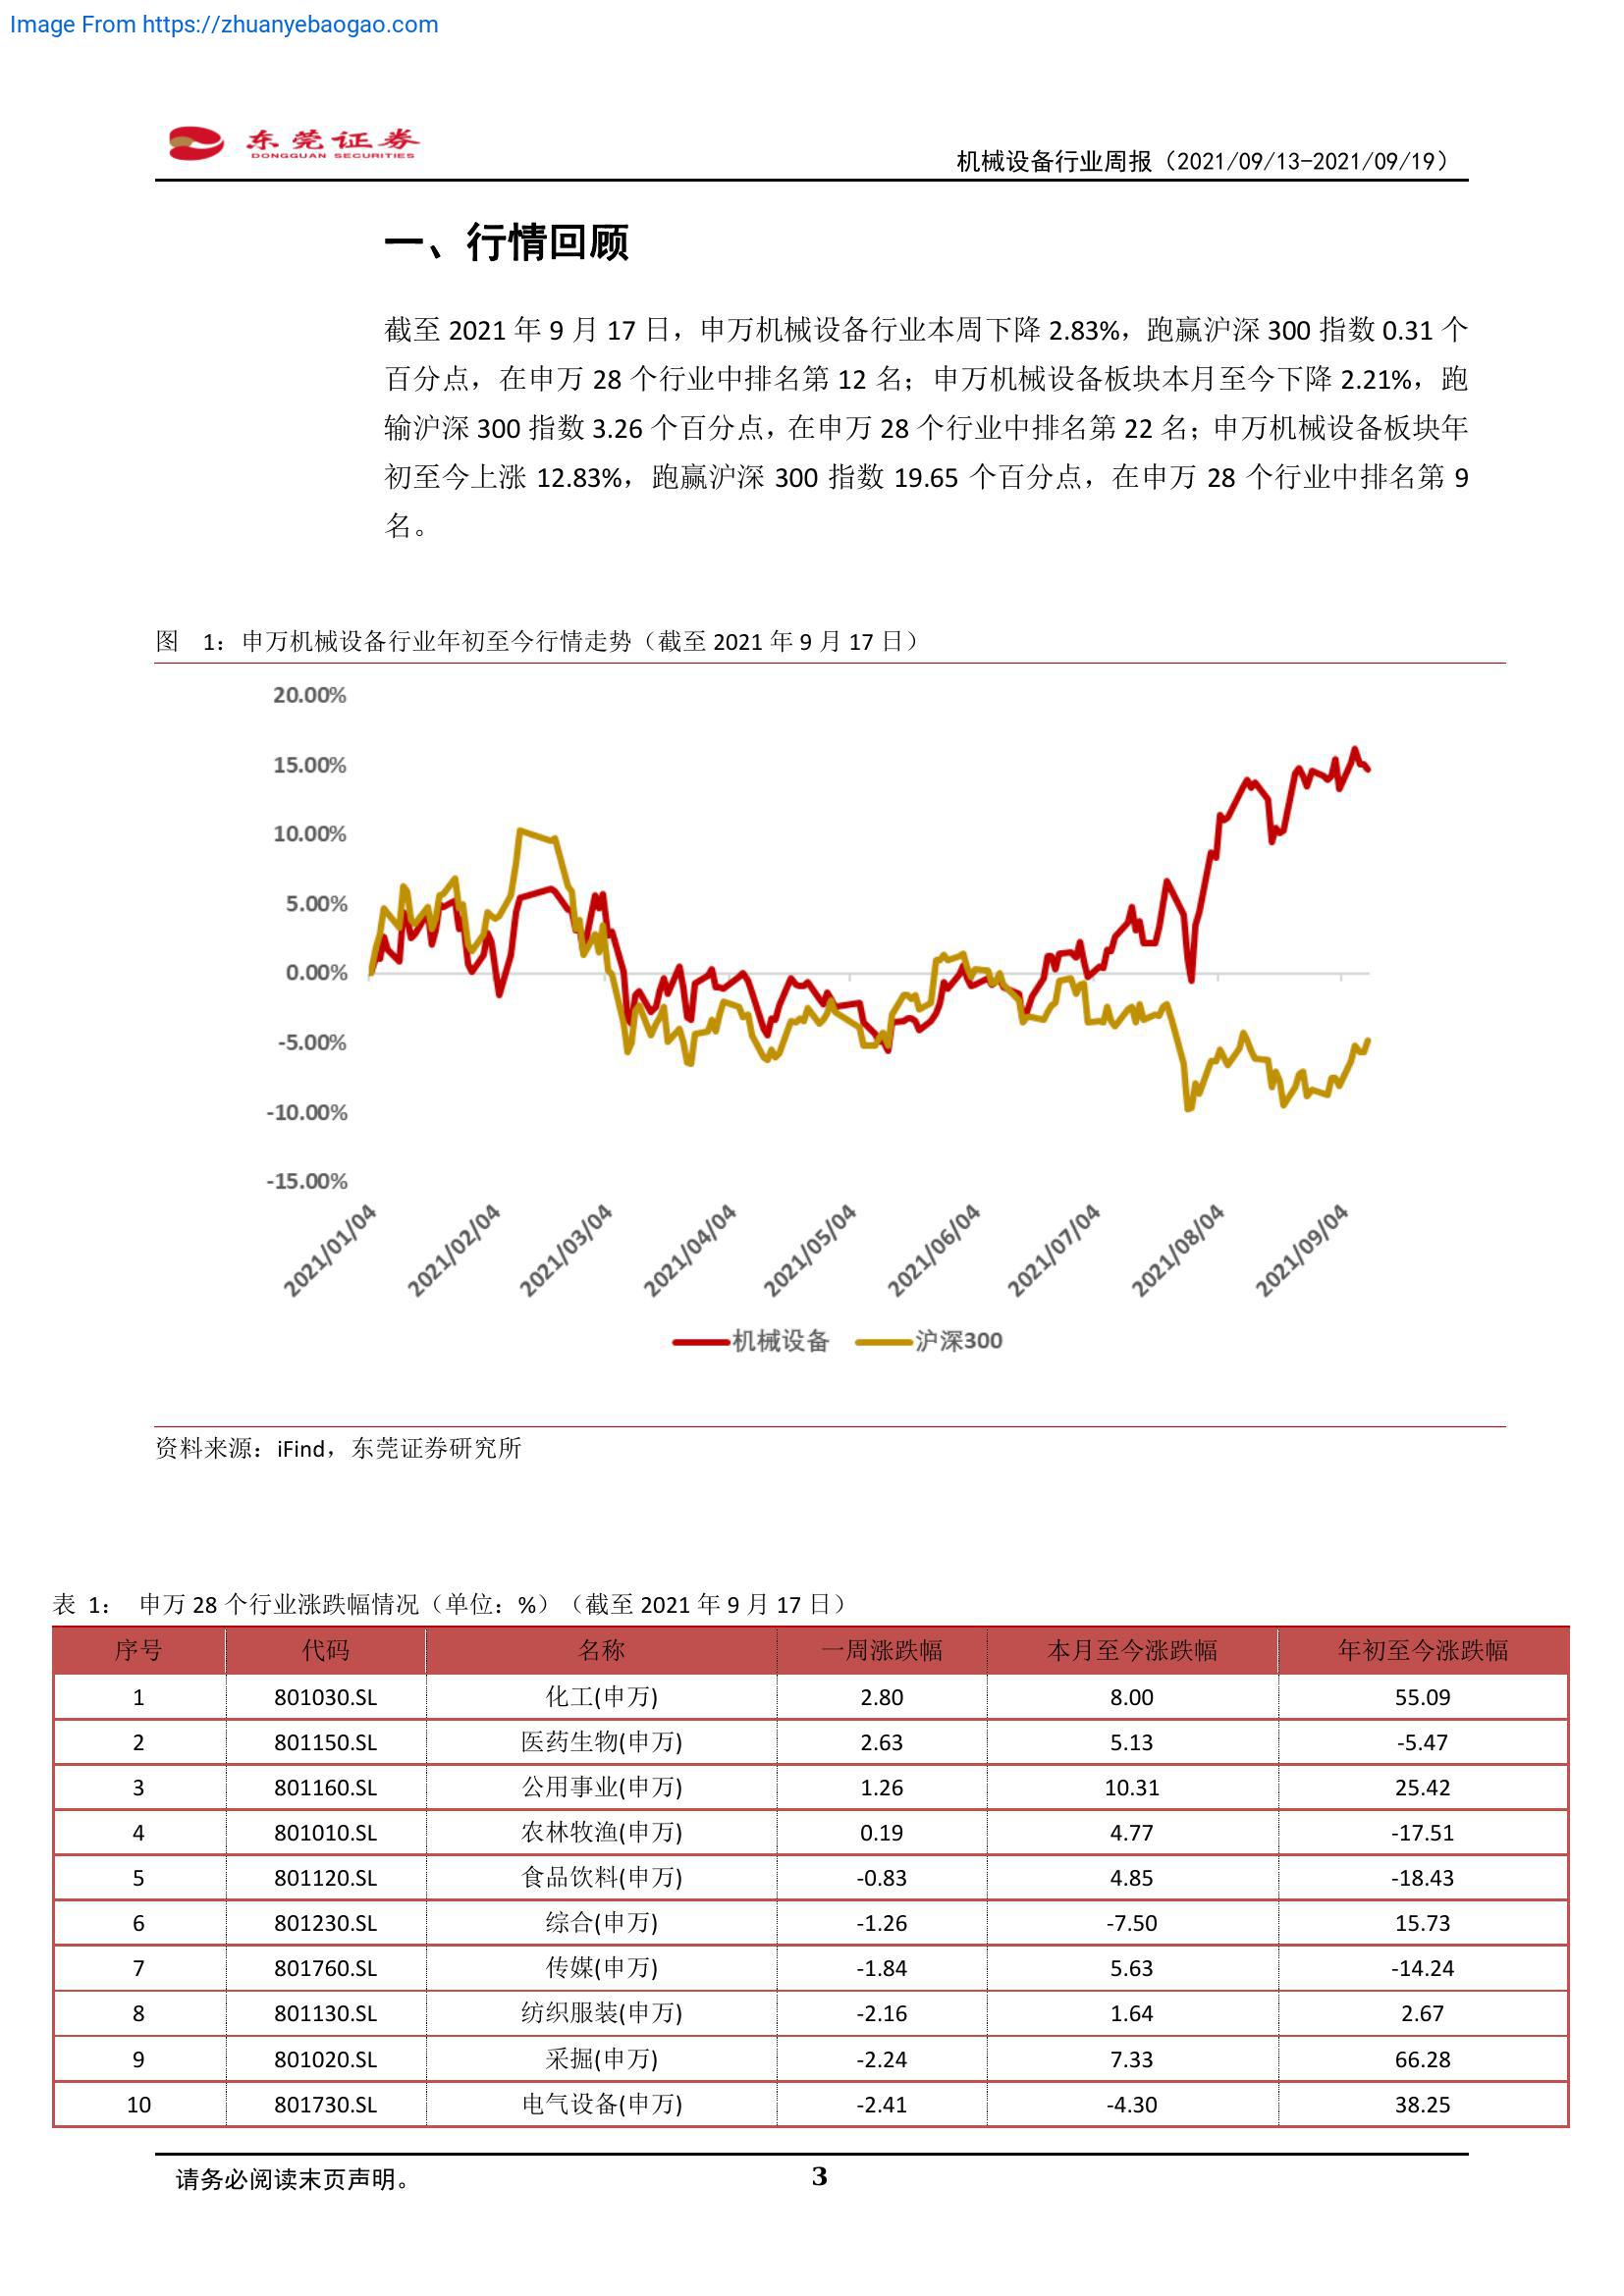 Image From https://zhuanyebaogao.com
东莞证券
DONGGUAN SECURITIES
机械设备行业周报（2021/09/13-2021/09/19）
一、行情回顾
截至 2021 年 9 月 17 日，申万机械设备行业本周下降 2.83%，跑赢沪深 300 指数 0.31 个
百分点，在申万 28 个行业中排名第 12 名；申万机械设备板块本月至今下降 2.21%，跑
输沪深 300 指数 3.26 个百分点，在申万 28 个行业中排名第 22 名；申万机械设备板块年
初至今上涨 12.83%，跑赢沪深 300 指数 19.65 个百分点，在申万 28 个行业中排名第 9
名。
图 1：申万机械设备行业年初至今行情走势（截至 2021 年 9 月 17 日）
20.00%
15.00%
10.00%
5.00%
0.00%
-5.00%
-10.00%
-15.00%
2021/01/04 2021/02/04 2021/03/04 2021/04/04 2021/05/04 2021/06/04 2021/07/04 2021/08/04 2021/09/04
机械设备 沪深300
资料来源：iFind，东莞证券研究所
表 1： 申万 28 个行业涨跌幅情况（单位：%）（截至 2021 年 9 月 17 日）
序号 代码 名称 一周涨跌幅 本月至今涨跌幅 年初至今涨跌幅
1 801030.SL 化工(申万) 2.80 8.00 55.09
2 801150.SL 医药生物(申万) 2.63 5.13 -5.47
3 801160.SL 公用事业(申万) 1.26 10.31 25.42
4 801010.SL 农林牧渔(申万) 0.19 4.77 -17.51
5 801120.SL 食品饮料(申万) -0.83 4.85 -18.43
6 801230.SL 综合(申万) -1.26 -7.50 15.73
7 801760.SL 传媒(申万) -1.84 5.63 -14.24
8 801130.SL 纺织服装(申万) -2.16 1.64 2.67
9 801020.SL 采掘(申万) -2.24 7.33 66.28
10 801730.SL 电气设备(申万) -2.41 -4.30 38.25
请务必阅读末页声明。
3